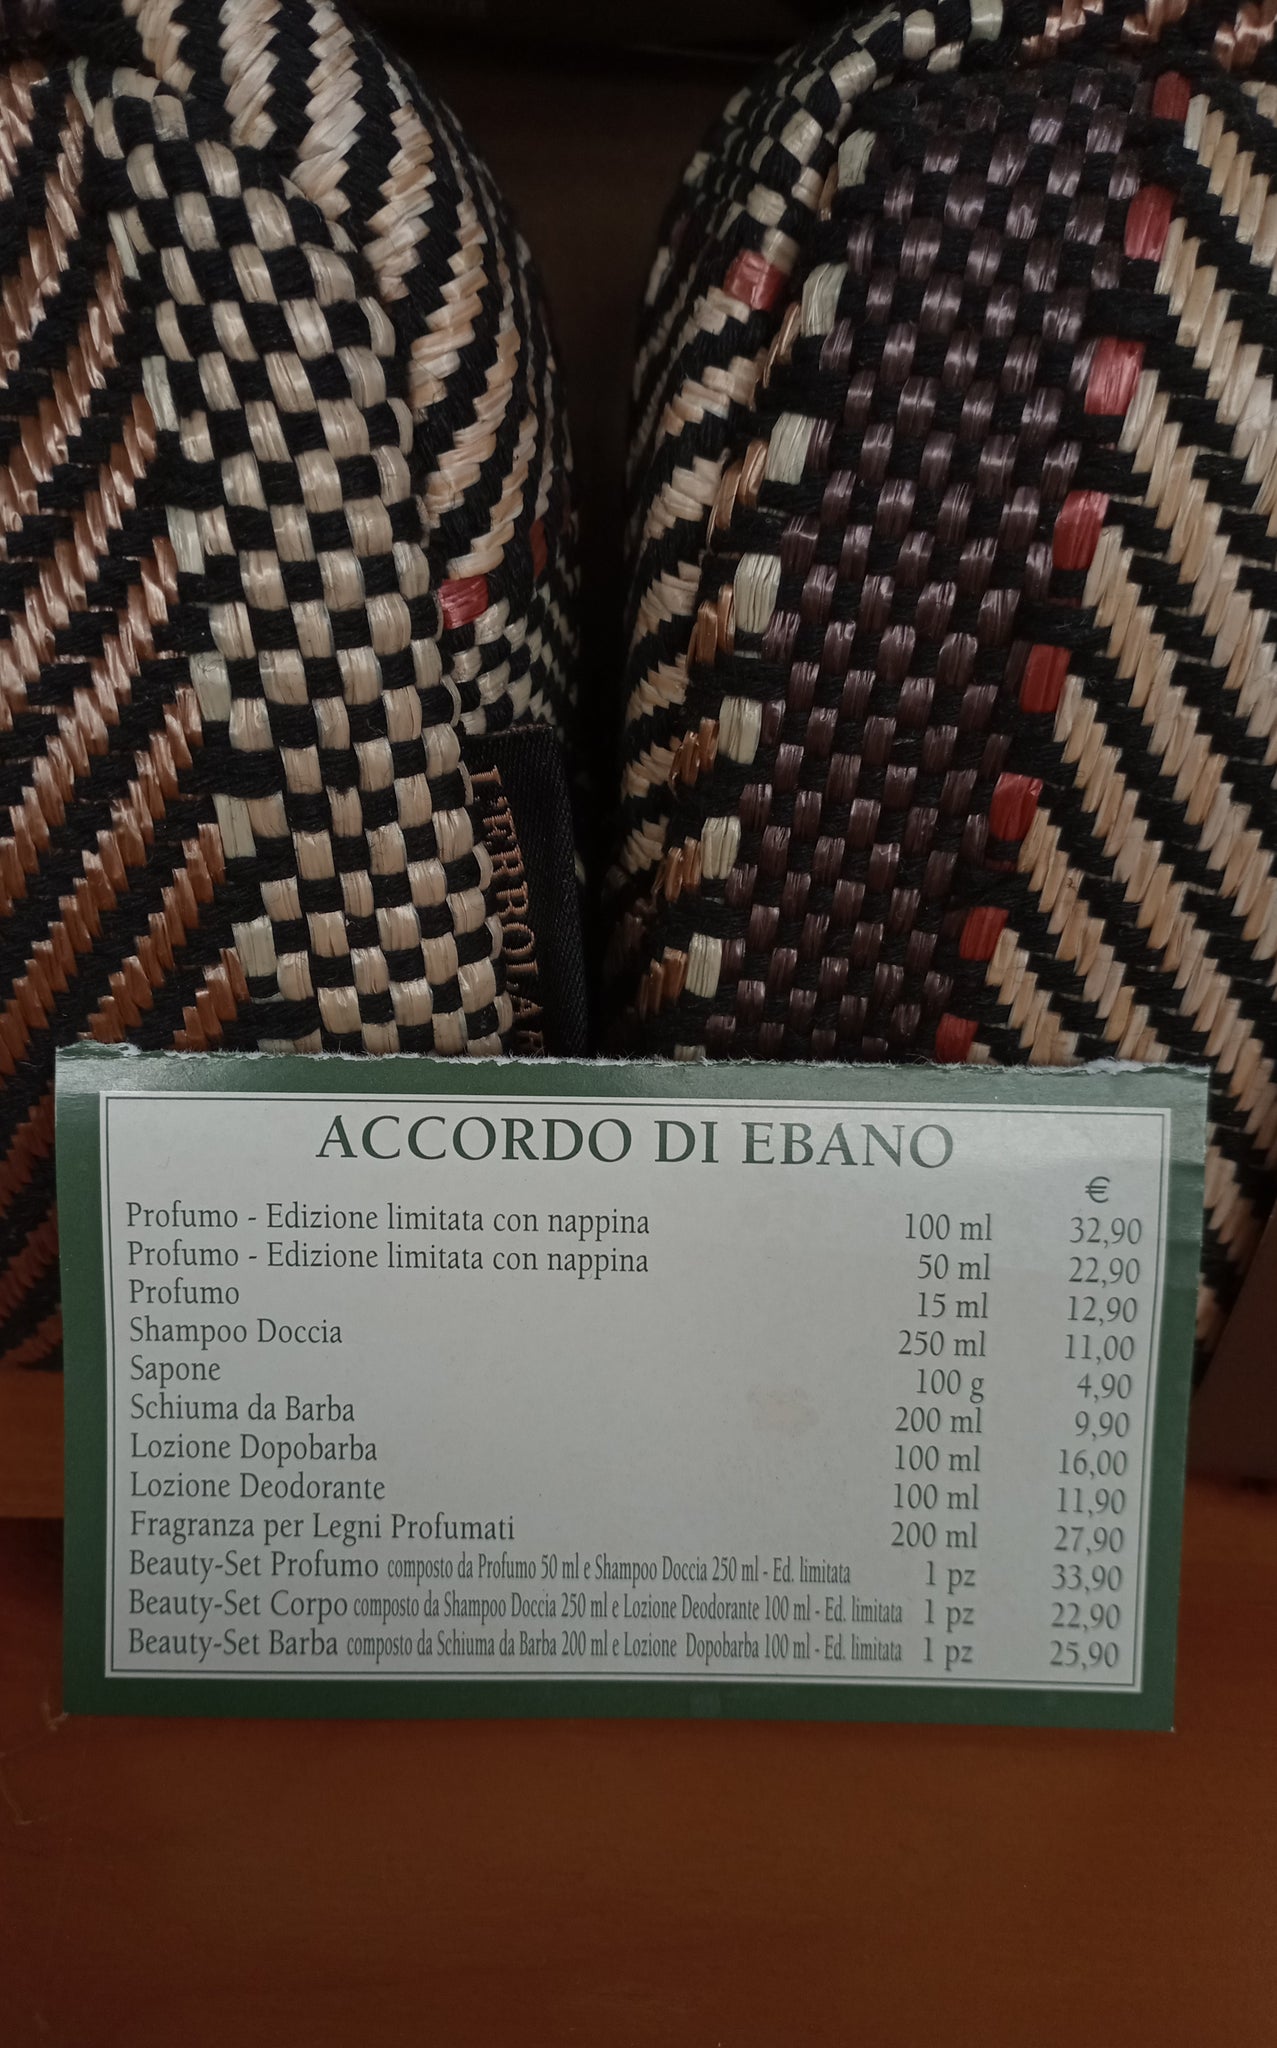 L'ERBOLAR
ACCORDO DI EBANO
€
Profumo - Edizione limitata con nappina 100 ml 32,90
Profumo - Edizione limitata con nappina 50 ml 22,90
Profumo 15 ml 12,90
Shampoo Doccia 250 ml 11,00
Sapone 100 g 4,90
Schiuma da Barba 200 ml 9,90
Lozione Dopobarba 100 ml 16,00
Lozione Deodorante 100 ml 11,90
Fragranza per Legni Profumati 200 ml 27,90
Beauty-Set Profumo composto da Profumo 50 ml e Shampoo Doccia 250 ml - Ed. limitata 1 pz 33,90
Beauty-Set Corpo composto da Shampoo Doccia 250 ml e Lozione Deodorante 100 ml - Ed. limitata 1 pz 22,90
Beauty-Set Barba composto da Schiuma da Barba 200 ml e Lozione Dopobarba 100 ml - Ed. limitata 1 pz 25,90